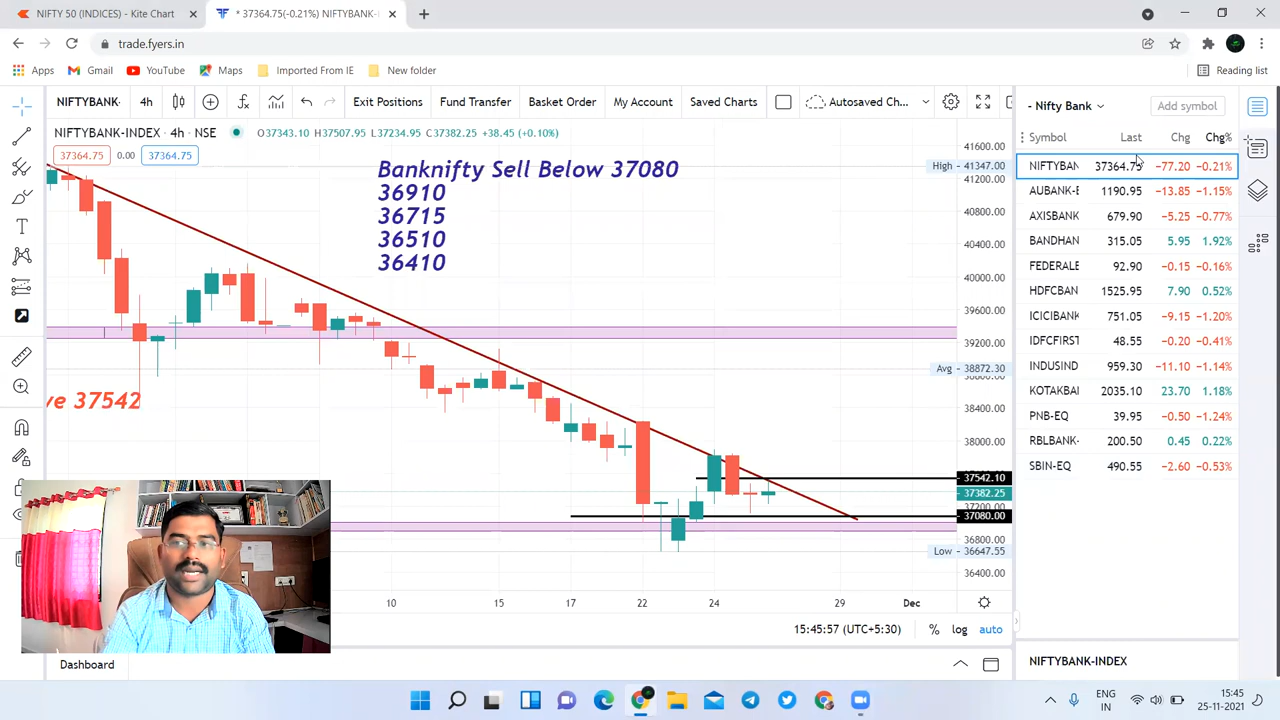 NIFTY 50 (INDICES) - Kite Chart
* 37364.75(-0.21%) NIFTYBANK-I
trade.fyers.in
Apps
Gmail
YouTube
Maps
Imported From IE
New folder
Reading list
NIFTYBANK-
4h
Exit Positions
Fund Transfer
Basket Order
My Account
Saved Charts
Autosaved Ch...
NIFTYBANK-INDEX · 4h · NSE
O37343.10 H37507.95 L37234.95 C37382.25 +38.45 (+0.10%)
37364.75
0.00
37364.75
Banknifty Sell Below 37080
36910
36715
36510
36410
ve 37542
41600.00
High - 41347.00
41200.00
40800.00
40400.00
40000.00
39600.00
39200.00
Avg - 38872.30
38400.00
38000.00
37542.10
37382.25
37200.00
37080.00
36800.00
Low - 36647.55
36400.00
10
15
17
22
24
29
Dec
15:45:57 (UTC+5:30)
%
log
auto
Dashboard
- Nifty Bank
Add symbol
Symbol Last Chg Chg%
NIFTYBAN 37364.75 −77.20 −0.21%
AUBANK-E 1190.95 −13.85 −1.15%
AXISBANK 679.90 −5.25 −0.77%
BANDHAN 315.05 5.95 1.92%
FEDERALB 92.90 −0.15 −0.16%
HDFCBAN 1525.95 7.90 0.52%
ICICIBANK 751.05 −9.15 −1.20%
IDFCFIRST 48.55 −0.20 −0.41%
INDUSIND 959.30 −11.10 −1.14%
KOTAKBAI 2035.10 23.70 1.18%
PNB-EQ 39.95 −0.50 −1.24%
RBLBANK- 200.50 0.45 0.22%
SBIN-EQ 490.55 −2.60 −0.53%
NIFTYBANK-INDEX
ENG
IN
15:45
25-11-2021